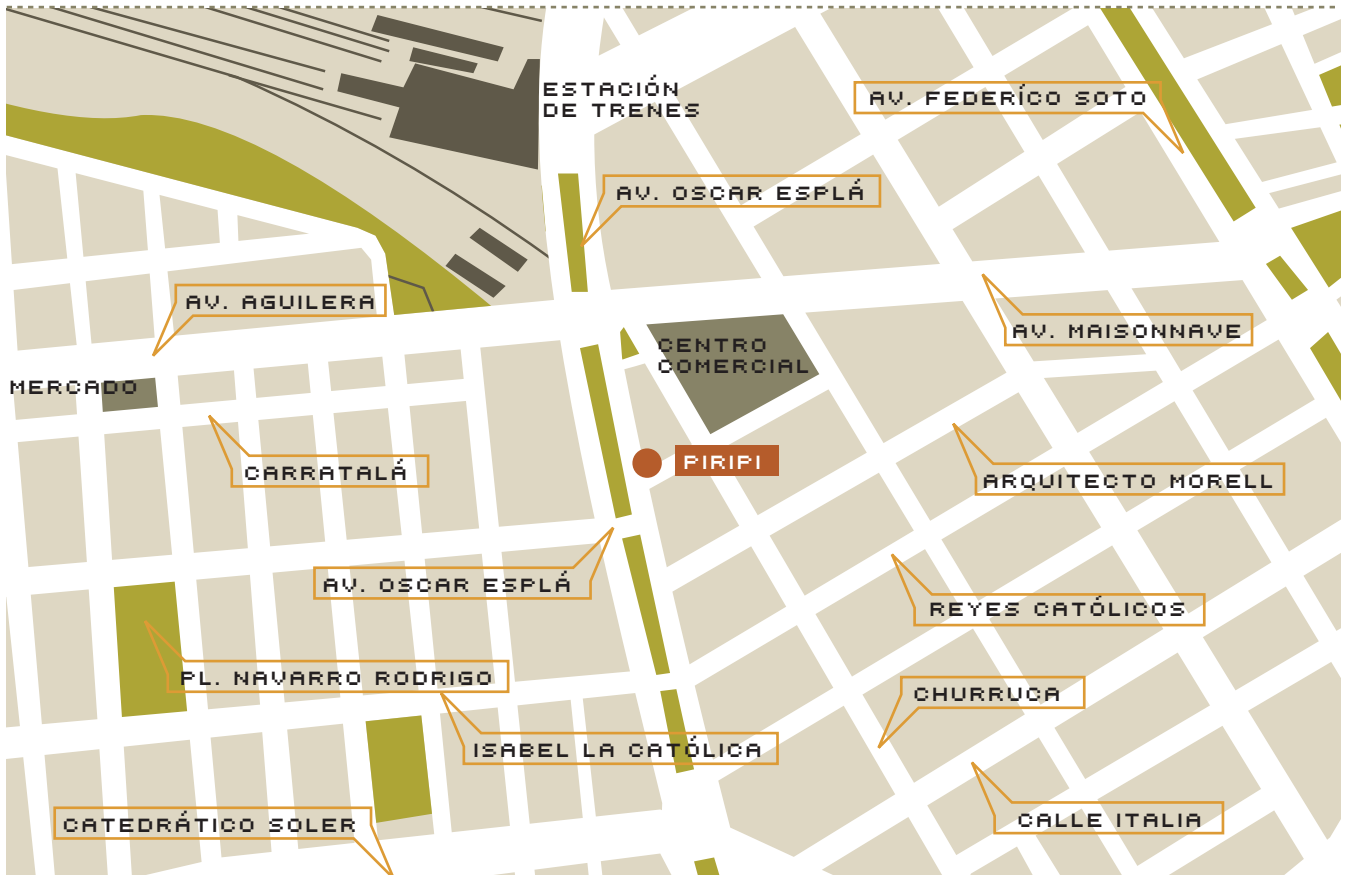 ESTACIÓN
DE TRENES
AV. FEDERÍCO SOTO
AV. OSCAR ESPLÁ
AV. AGUILERA
AV. MAISONNAVE
CENTRO
COMERCIAL
MERCADO
CARRATALÁ
PIRIPI
ARQUITECTO MORELL
AV. OSCAR ESPLÁ
REYES CATÓLICOS
PL. NAVARRO RODRIGO
CHURRUCA
ISABEL LA CATÓLICA
CATEDRÁTICO SOLER
CALLE ITALIA